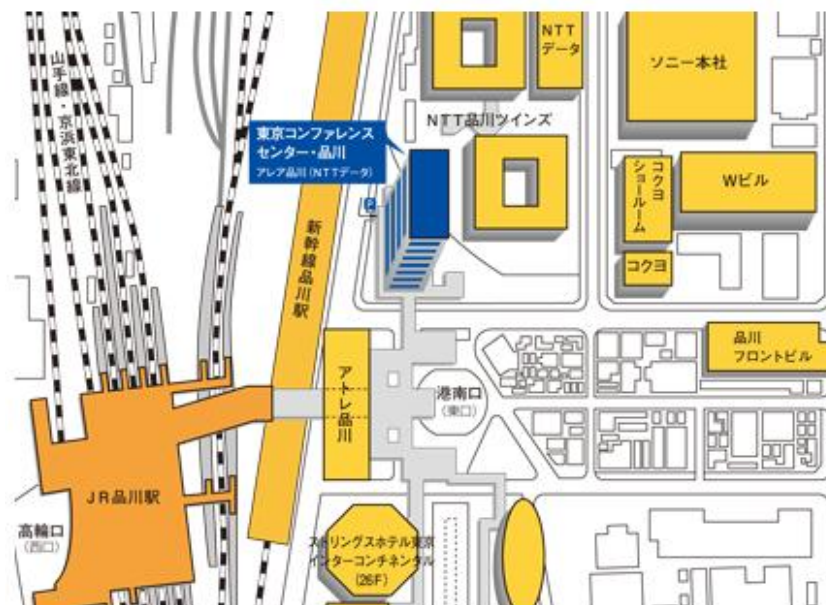 山手線・京浜東北線
NTT
データ
ソニー本社
NTT品川ツインズ
東京コンファレンス
センター・品川
アレア品川(NTTデータ)
P
コクヨ
ショールーム
Wビル
コクヨ
新幹線品川駅
品川
フロントビル
アトレ品川
港南口
(東口)
JR品川駅
高輪口
(西口)
ストリングスホテル東京
インターコンチネンタル
(26F)